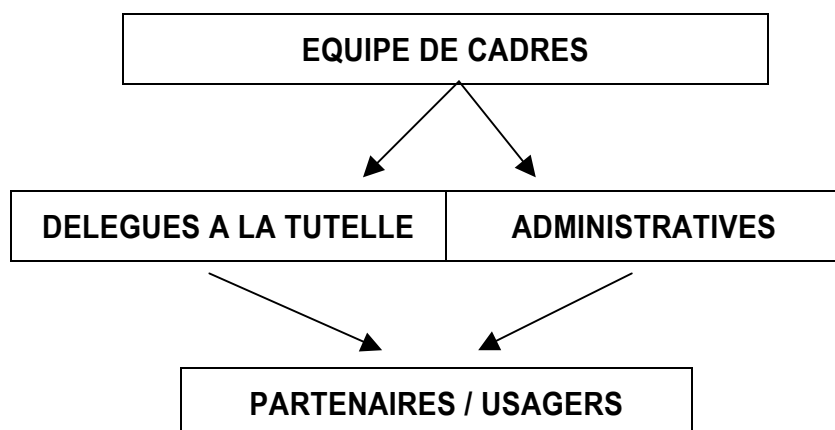 EQUIPE DE CADRES
DELEGUES A LA TUTELLE
ADMINISTRATIVES
PARTENAIRES / USAGERS